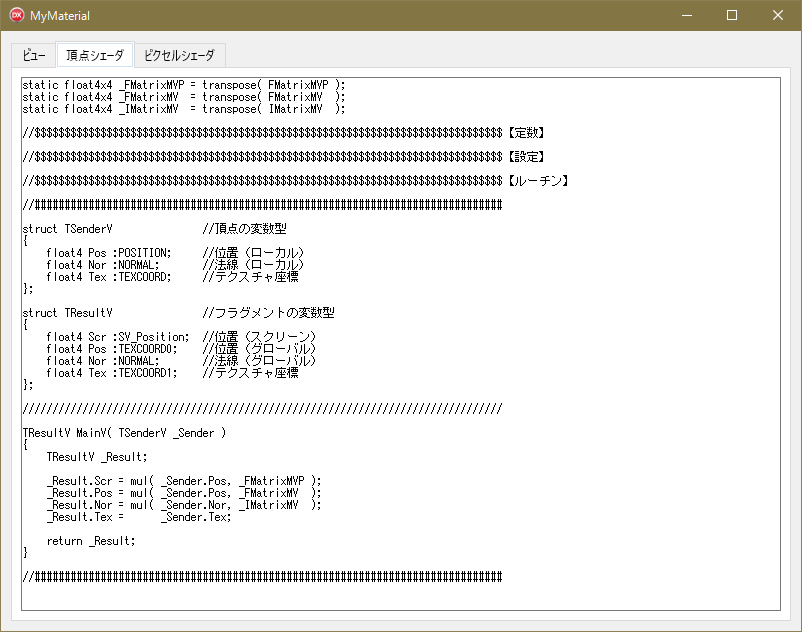 MyMaterial
ビュー 頂点シェーダ ピクセルシェーダ
static float4x4 _FMatrixMVP = transpose( FMatrixMVP );
static float4x4 _FMatrixMV  = transpose( FMatrixMV  );
static float4x4 _IMatrixMV  = transpose( IMatrixMV  );
//$$$$$$$$$$$$$$$$$$$$$$$$$$$$$$$$$$$$$$$$$$$$$$$$$$$$$$$$$$$$$$$$$$$$$$$$$$$$$$【定数】
//$$$$$$$$$$$$$$$$$$$$$$$$$$$$$$$$$$$$$$$$$$$$$$$$$$$$$$$$$$$$$$$$$$$$$$$$$$$$$$【設定】
//$$$$$$$$$$$$$$$$$$$$$$$$$$$$$$$$$$$$$$$$$$$$$$$$$$$$$$$$$$$$$$$$$$$$$$$$$$$$$$【ルーチン】
//##############################################################################
struct TSenderV               //頂点の変数型
{
    float4 Pos :POSITION;     //位置（ローカル）
    float4 Nor :NORMAL;       //法線（ローカル）
    float4 Tex :TEXCOORD;     //テクスチャ座標
};
struct TResultV               //フラグメントの変数型
{
    float4 Scr :SV_Position;  //位置（スクリーン）
    float4 Pos :TEXCOORD0;    //位置（グローバル）
    float4 Nor :NORMAL;       //法線（グローバル）
    float4 Tex :TEXCOORD1;    //テクスチャ座標
};
////////////////////////////////////////////////////////////////////////////////
TResultV MainV( TSenderV _Sender )
{
    TResultV _Result;
    _Result.Scr = mul( _Sender.Pos, _FMatrixMVP );
    _Result.Pos = mul( _Sender.Pos, _FMatrixMV  );
    _Result.Nor = mul( _Sender.Nor, _IMatrixMV  );
    _Result.Tex =      _Sender.Tex;
    return _Result;
}
//##############################################################################